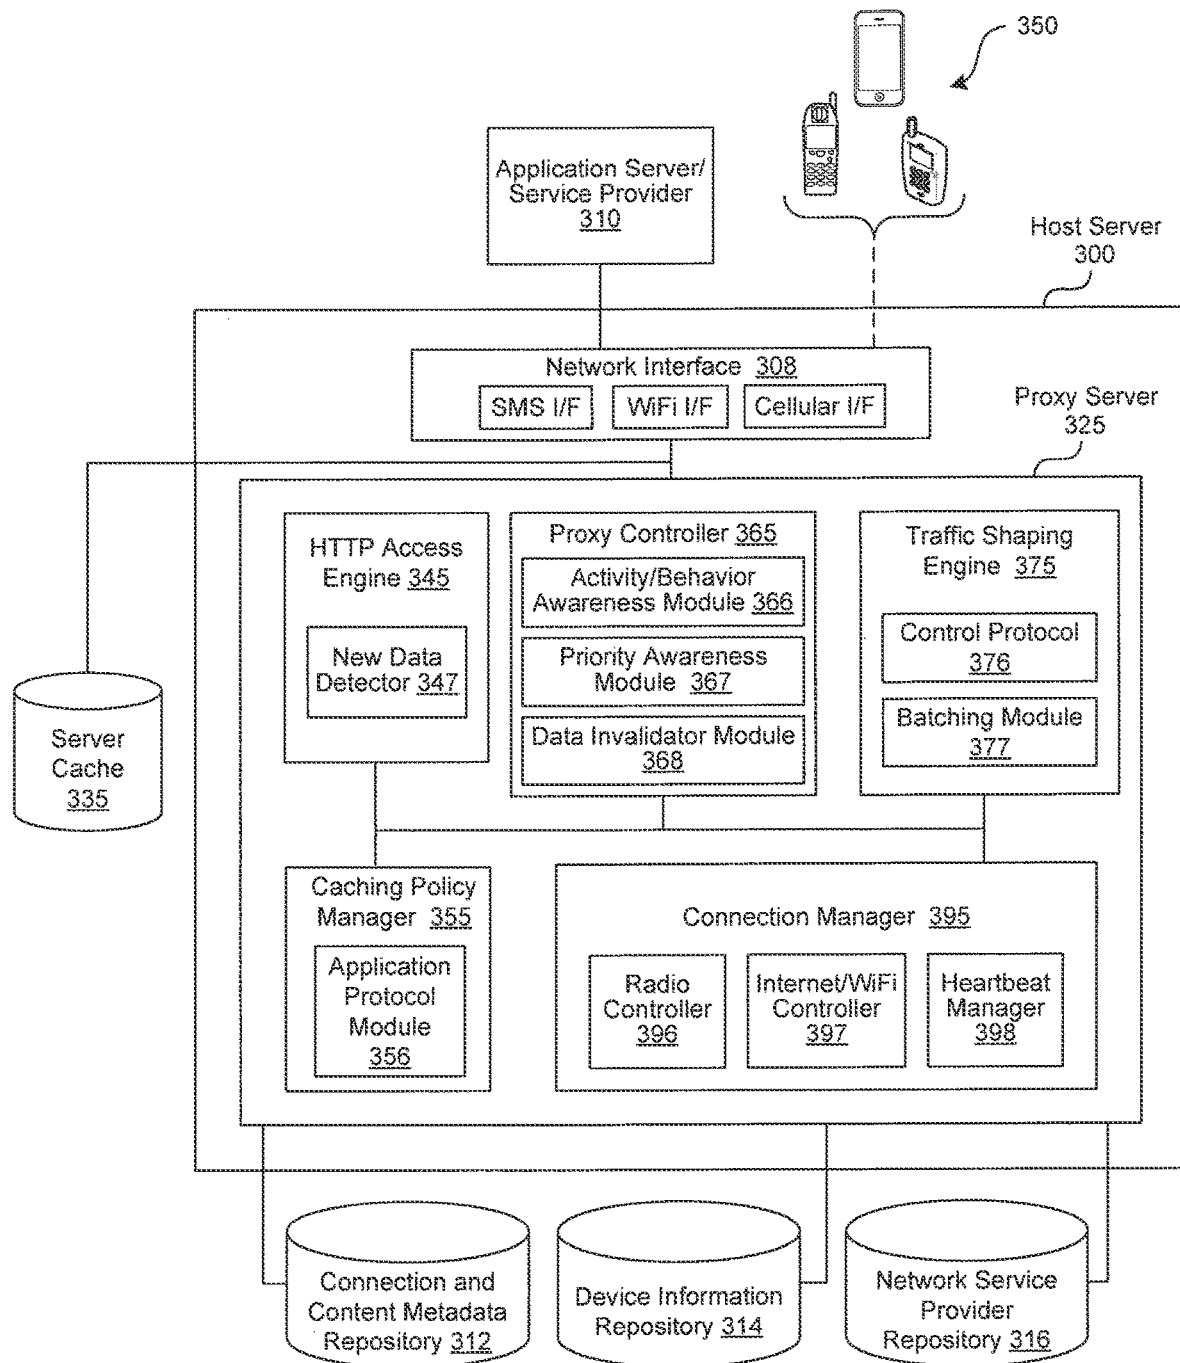 350
Application Server/
Service Provider
310
Host Server
300
Network Interface 308
SMS I/F
WiFi I/F
Cellular I/F
Proxy Server
325
HTTP Access
Engine 345
New Data
Detector 347
Proxy Controller 365
Activity/Behavior
Awareness Module 366
Priority Awareness
Module 367
Data Invalidator Module
368
Traffic Shaping
Engine 375
Control Protocol
376
Batching Module
377
Server
Cache
335
Caching Policy
Manager 355
Application
Protocol
Module
356
Connection Manager 395
Radio
Controller
396
Internet/WiFi
Controller
397
Heartbeat
Manager
398
Connection and
Content Metadata
Repository 312
Device Information
Repository 314
Network Service
Provider
Repository 316